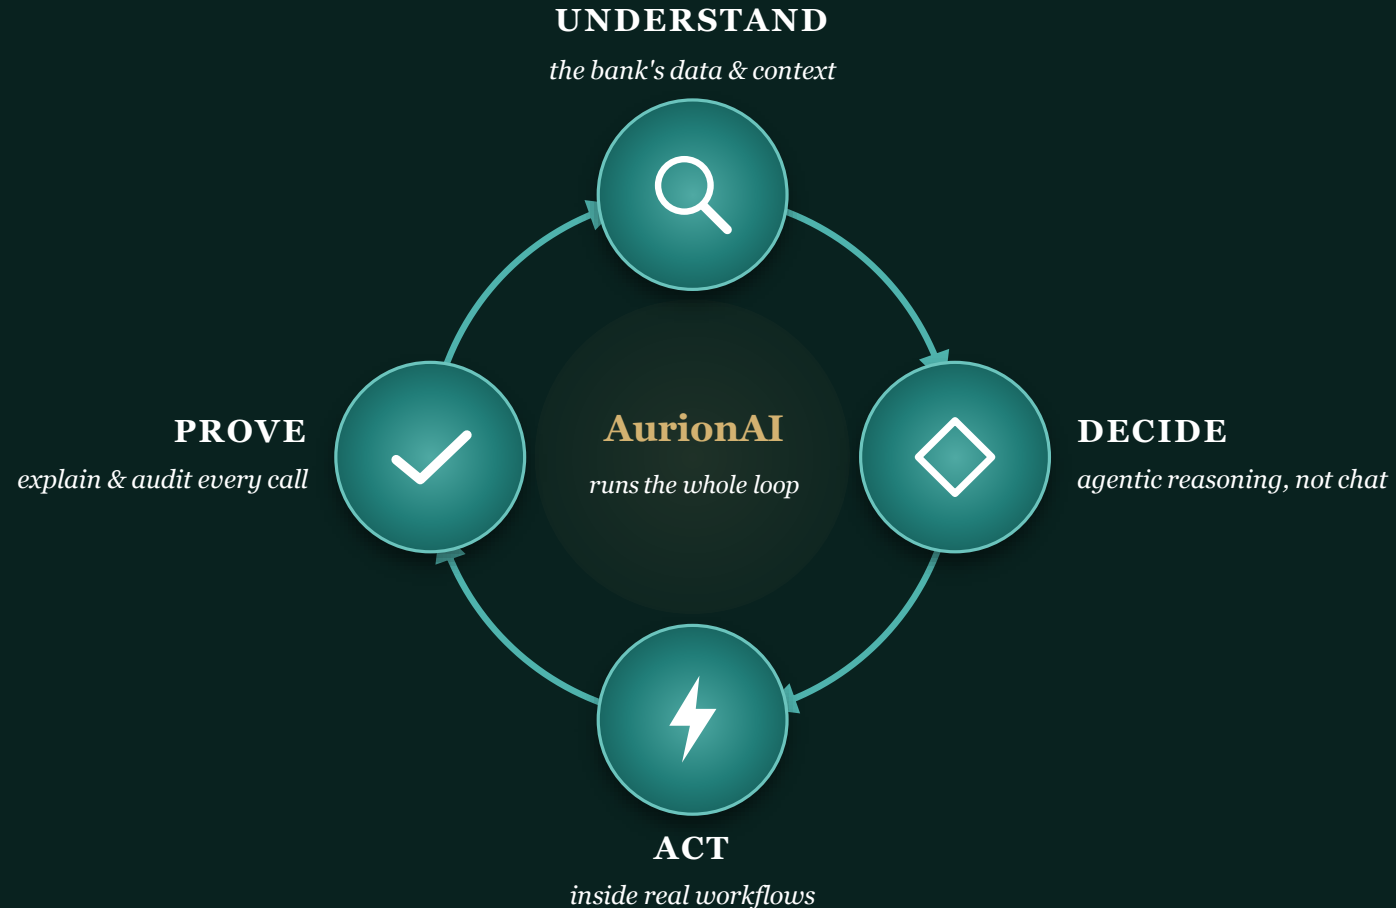 UNDERSTAND
the bank's data & context
PROVE
explain & audit every call
AurionAI
runs the whole loop
DECIDE
agentic reasoning, not chat
ACT
inside real workflows